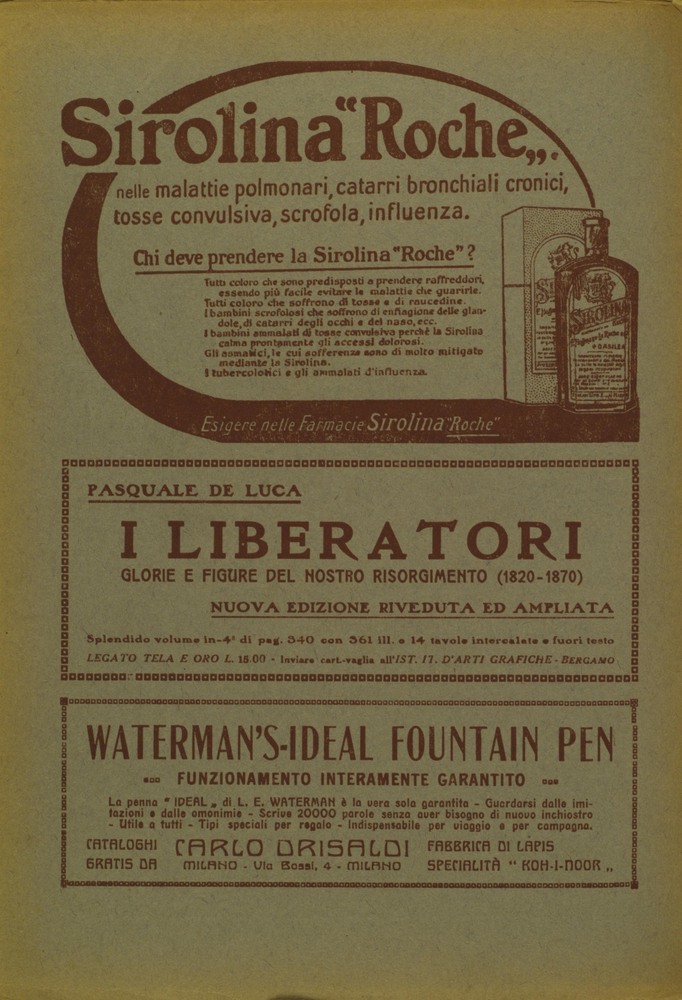 Sirolina "Roche„.
nelle malattie polmonari, catarri bronchiali cronici,
tosse convulsiva, scrofola, influenza.
Chi deve prendere la Sirolina "Roche"?
Tutti coloro che sono predisposti a prendere raffreddori,
essendo più facile evitare le malattie che guarirle.
Tutti coloro che soffrono di tosse e di raucedine.
I bambini scrofolosi che soffrono di enfiagione delle glan-
dole, di catarri degli occhi e del naso, ecc.
I bambini ammalati di tosse convulsiva perchè la Sirolina
calma prontamente gli accessi dolorosi.
Gli asmatici, le cui sofferenze sono di molto mitigate
mediante la Sirolina.
I tubercolotici e gli ammalati d'influenza.
SIROLINA
BASILEA
Esigere nelle Farmacie Sirolina "Roche"
PASQUALE DE LUCA
I LIBERATORI
GLORIE E FIGURE DEL NOSTRO RISORGIMENTO (1820-1870)
NUOVA EDIZIONE RIVEDUTA ED AMPLIATA
Splendido volume in-4° di pag. 340 con 361 ill. e 14 tavole intercalate e fuori testo
LEGATO TELA E ORO L. 15.00 - Inviare cart.-vaglia all'IST. IT. D'ARTI GRAFICHE - BERGAMO
WATERMAN'S-IDEAL FOUNTAIN PEN
FUNZIONAMENTO INTERAMENTE GARANTITO
La penna " IDEAL „ di L. E. WATERMAN è la vera sola garantita - Guardarsi dalle imi-
tazioni e dalle omonimie - Scrive 20000 parole senza aver bisogno di nuovo inchiostro
- Utile a tutti - Tipi speciali per regalo - Indispensabile per viaggio e per campagna.
CATALOGHI GRATIS DA
CARLO DRISALDI
MILANO - Via Bossi, 4 - MILANO
FABBRICA DI LAPIS
SPECIALITÀ " KOH-I-NOOR „